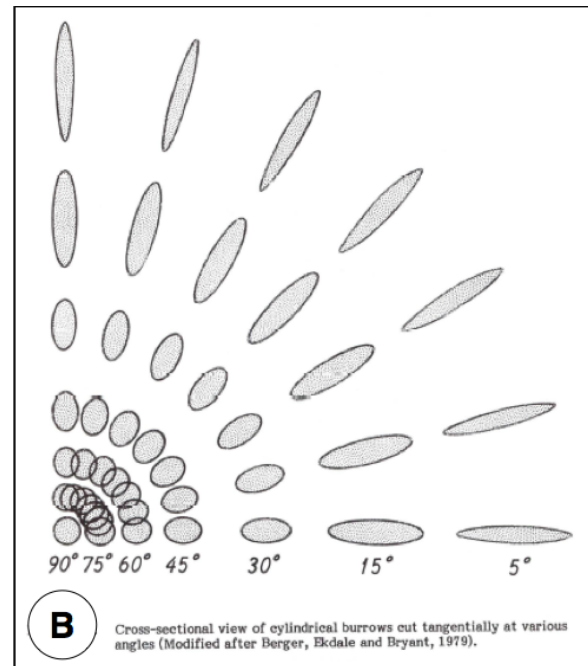 90° 75° 60° 45° 30° 15° 5°
B
Cross-sectional view of cylindrical burrows cut tangentially at various
angles (Modified after Berger, Ekdale and Bryant, 1979).